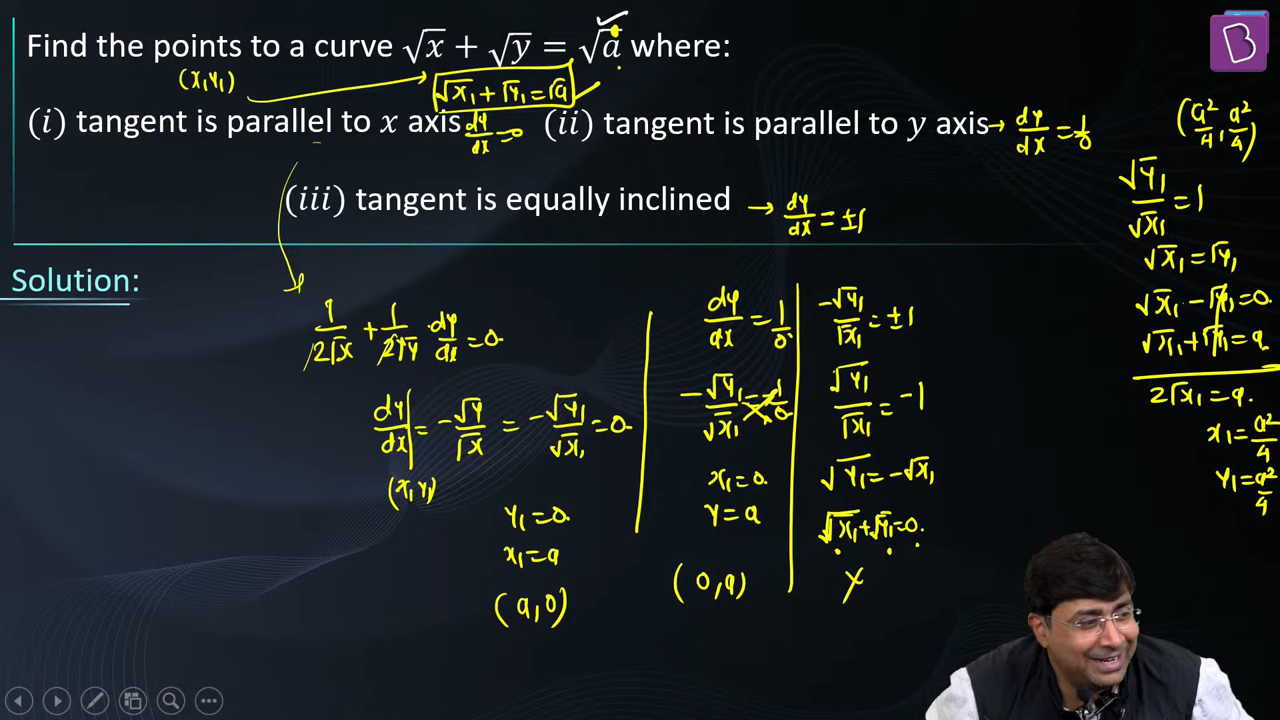 Find the points to a curve √x + √y = √a where:
(x₁y₁)
√x₁ + √y₁ = √a
(i) tangent is parallel to x axis dy/dx = 0
(ii) tangent is parallel to y axis → dy/dx = 1/0
(iii) tangent is equally inclined → dy/dx = ±1
Solution:
1/2√x + 1/2√y · dy/dx = 0
dy/dx| = -√y/√x = -√y₁/√x₁ = 0
(x₁y₁)
y₁ = 0
x₁ = a
(a, 0)
dy/dx = 1/0
-√y₁/√x₁ = 1/0
x₁ = 0
y = a
(0, a)
-√y₁/√x₁ = ±1
√y₁/√x₁ = -1
√y₁ = -√x₁
√x₁ + √y₁ = 0
x
(a²/4, a²/4)
√y₁/√x₁ = 1
√x₁ = √y₁
√x₁ - √y₁ = 0
√x₁ + √y₁ = a
2√x₁ = a
x₁ = a²/4
y₁ = a²/4
B